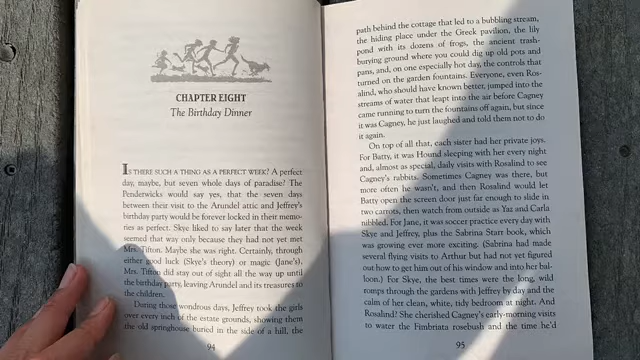 CHAPTER EIGHT
The Birthday Dinner
IS THERE SUCH A THING AS A PERFECT WEEK? A perfect
day, maybe, but seven whole days of paradise? The
Penderwicks would say yes, that the seven days
between their visit to the Arundel attic and Jeffrey's
birthday party would be forever locked in their memo-
ries as perfect. Skye liked to say later that the week
seemed that way only because they had not yet met
Mrs. Tifton. Maybe she was right. Certainly, through
either good luck (Skye's theory) or magic (Jane's),
Mrs. Tifton did stay out of sight all the way up until
the birthday party, leaving Arundel and its treasures to
the children.
During those wondrous days, Jeffrey took the girls
over every inch of the estate grounds, showing them
the old springhouse buried in the side of a hill, the
94
path behind the cottage that led to a bubbling stream,
the hiding place under the Greek pavilion, the lily
pond with its dozens of frogs, the ancient trash-
burying ground where you could dig up old pots and
pans, and, on one especially hot day, the controls that
turned on the garden fountains. Everyone, even Ros-
alind, who should have known better, jumped into the
streams of water that leapt into the air before Cagney
came running to turn the fountains off again, but since
it was Cagney, he just laughed and told them not to do
it again.
On top of all that, each sister had her private joys.
For Batty, it was Hound sleeping with her every night
and, almost as special, daily visits with Rosalind to see
Cagney's rabbits. Sometimes Cagney was there, but
more often he wasn't, and then Rosalind would let
Batty open the screen door just far enough to slide in
two carrots, then watch from outside as Yaz and Carla
nibbled. For Jane, it was soccer practice every day with
Skye and Jeffrey, plus the Sabrina Starr book, which
was growing ever more exciting. (Sabrina had made
several flying visits to Arthur but had not yet figured
out how to get him out of his window and into her bal-
loon.) For Skye, the best times were the long, wild
romps through the gardens with Jeffrey by day and the
calm of her clean, white, tidy bedroom at night. And
Rosalind? She cherished Cagney's early-morning visits
to water the Fimbriata rosebush and the time he'd
95